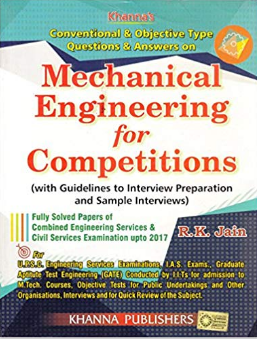 Khanna's
Conventional & Objective Type
Questions & Answers on
Mechanical
Engineering
for
Competitions
(with Guidelines to Interview Preparation
and Sample Interviews)
Fully Solved Papers of
Combined Engineering Services &
Civil Services Examination upto 2017
R.K. Jain
For
U.P.S.C. Engineering Services Examinations, I.A.S. Exams., Graduate
Aptitute Test Engineering (GATE) Conducted by I.I.Ts for admission to
M.Tech. Courses, Objective Tests for Public Undertakings and Other
Organisations, Interviews and for Quick Review of the Subject.
KHANNA PUBLISHERS